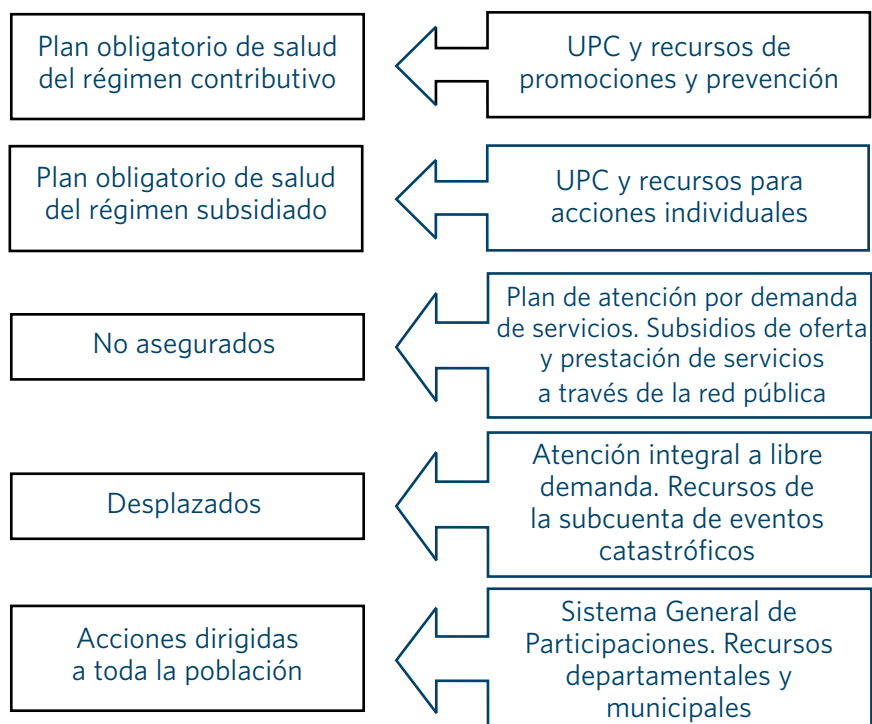 Plan obligatorio de salud
del régimen contributivo
UPC y recursos de
promociones y prevención
Plan obligatorio de salud
del régimen subsidiado
UPC y recursos para
acciones individuales
No asegurados
Plan de atención por demanda
de servicios. Subsidios de oferta
y prestación de servicios
a través de la red pública
Desplazados
Atención integral a libre
demanda. Recursos de
la subcuenta de eventos
catastróficos
Acciones dirigidas
a toda la población
Sistema General de
Participaciones. Recursos
departamentales y
municipales